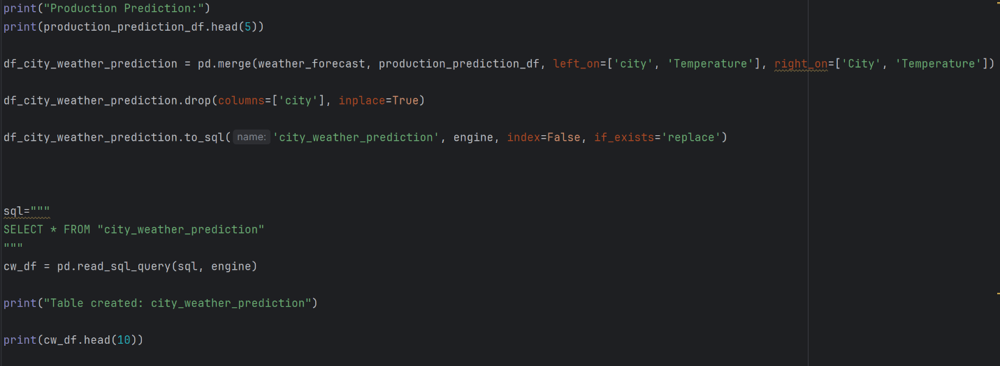 print("Production Prediction:")
print(production_prediction_df.head(5))
df_city_weather_prediction = pd.merge(weather_forecast, production_prediction_df, left_on=['city', 'Temperature'], right_on=['City', 'Temperature'])
df_city_weather_prediction.drop(columns=['city'], inplace=True)
df_city_weather_prediction.to_sql( name: 'city_weather_prediction', engine, index=False, if_exists='replace')
sql="""
SELECT * FROM "city_weather_prediction"
"""
cw_df = pd.read_sql_query(sql, engine)
print("Table created: city_weather_prediction")
print(cw_df.head(10))